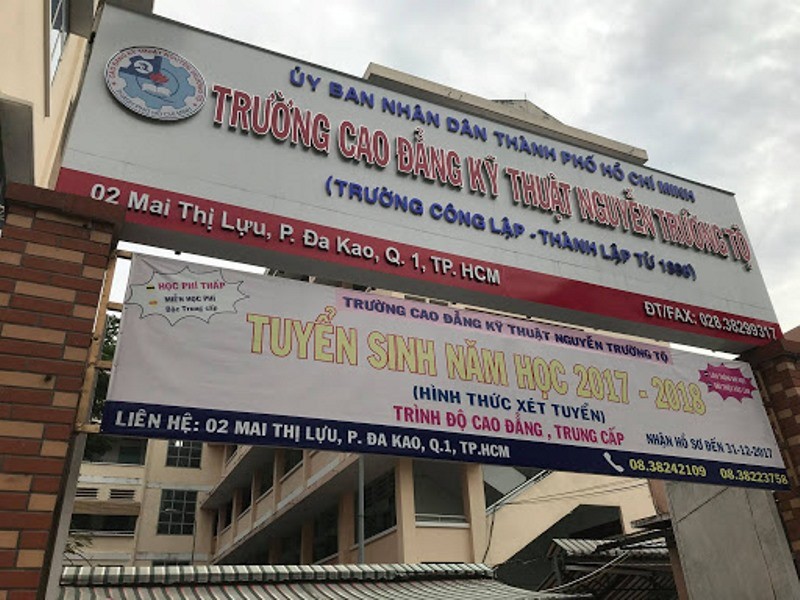 ỦY BAN NHÂN DÂN THÀNH PHỐ HỒ CHÍ MINH
TRƯỜNG CAO ĐẲNG KỸ THUẬT NGUYỄN TRƯỜNG TỘ
(TRƯỜNG CÔNG LẬP - THÀNH LẬP TỪ 1986)
02 Mai Thị Lựu, P. Đa Kao, Q. 1, TP. HCM
ĐT/FAX: 028.38299317
HỌC PHÍ THẤP
MIỄN HỌC PHÍ
Bậc Trung cấp
TRƯỜNG CAO ĐẲNG KỸ THUẬT NGUYỄN TRƯỜNG TỘ
TUYỂN SINH NĂM HỌC 2017 - 2018
(HÌNH THỨC XÉT TUYỂN)
TRÌNH ĐỘ CAO ĐẲNG , TRUNG CẤP
NHẬN HỒ SƠ ĐẾN 31-12-2017
LIÊN HỆ: 02 MAI THỊ LỰU, P. ĐA KAO, Q.1, TP.HCM
08.38242109 08.38223758